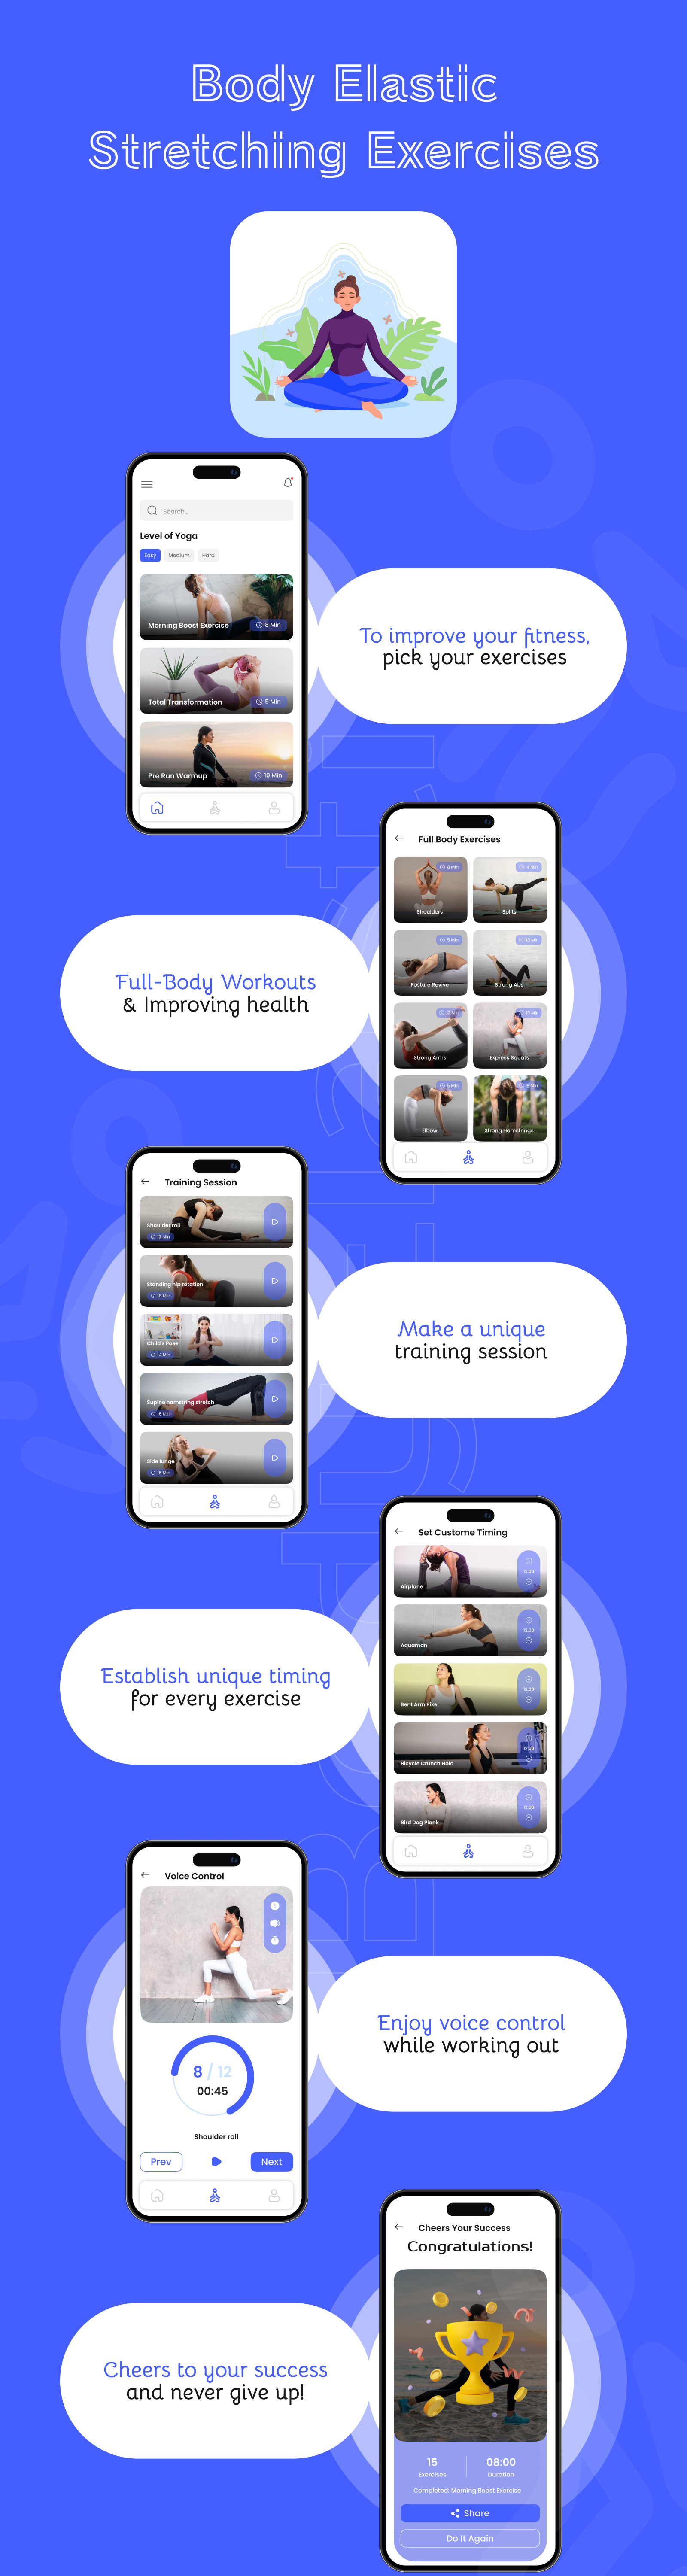 Body Elastic
Stretching Exercises
Search...
Level of Yoga
Easy Medium Hard
Morning Boost Exercise 8 Min
Total Transformation 5 Min
Pre Run Warmup 10 Min
To improve your fitness,
pick your exercises
Full Body Exercises
8 Min 4 Min
Shoulders Splits
5 Min 10 Min
Posture Revive Strong Abs
12 Min 10 Min
Strong Arms Express Squats
5 Min
Elbow Strong Hamstrings
Full-Body Workouts
& Improving health
Training Session
Shoulder roll
12 Min
Standing hip rotation
18 Min
Child's Pose
14 Min
Supine hamstring stretch
16 Min
Side lunge
15 Min
Make a unique
training session
Set Custome Timing
Airplane 12:00
Aquaman 12:00
Bent Arm Pike 12:00
Bicycle Crunch Hold 12:00
Bird Dog Plank 12:00
Establish unique timing
for every exercise
Voice Control
8 / 12
00:45
Shoulder roll
Prev Next
Enjoy voice control
while working out
Cheers Your Success
Congratulations!
15 08:00
Exercises Duration
Completed: Morning Boost Exercise
Share
Do It Again
Cheers to your success
and never give up!